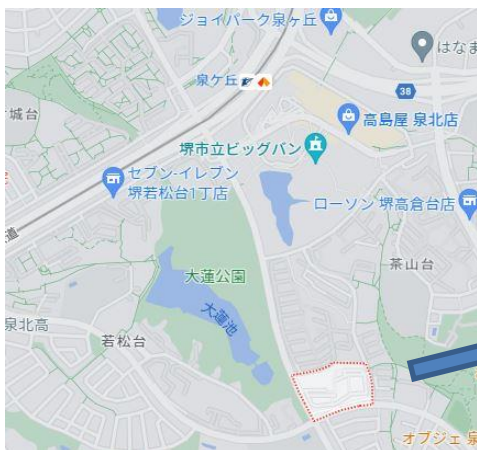 ジョイパーク泉ヶ丘
はなま
泉ケ丘
38
城台
高島屋 泉北店
堺市立ビッグバン
セブン-イレブン
堺若松台1丁店
ローソン 堺高倉台店
道
茶山台
大蓮公園
大蓮池
泉北高
若松台
オブジェ 泉